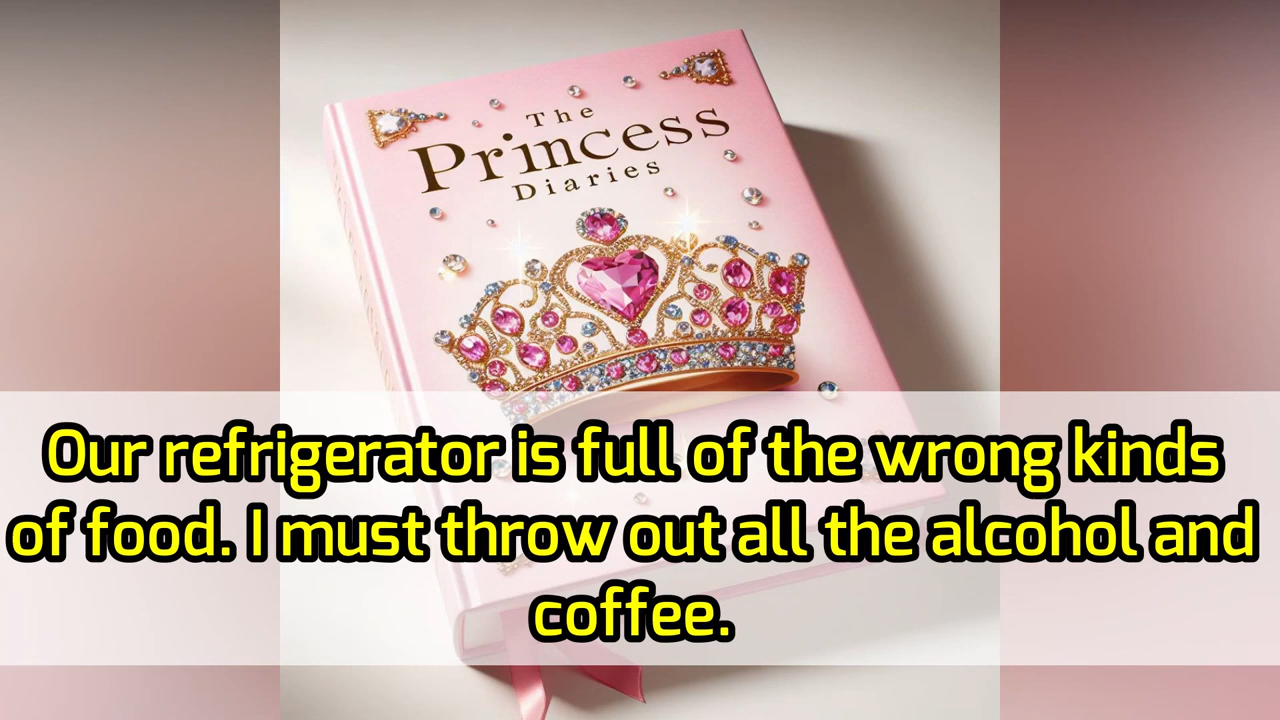 The
Princess
Diaries
Our refrigerator is full of the wrong kinds
of food. I must throw out all the alcohol and
coffee.